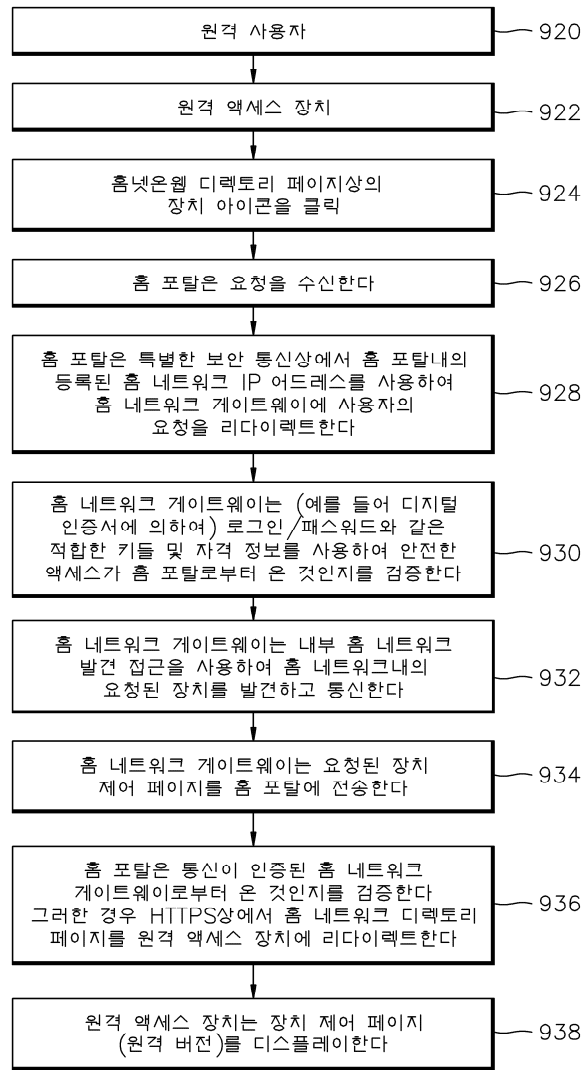 원격 사용자
920
원격 액세스 장치
922
홈넷온웹 디렉토리 페이지상의
장치 아이콘을 클릭
924
홈 포탈은 요청을 수신한다
926
홈 포탈은 특별한 보안 통신상에서 홈 포탈내의
등록된 홈 네트워크 IP 어드레스를 사용하여
홈 네트워크 게이트웨이에 사용자의
요청을 리다이렉트한다
928
홈 네트워크 게이트웨이는 (예를 들어 디지털
인증서에 의하여) 로그인/패스워드와 같은
적합한 키들 및 자격 정보를 사용하여 안전한
액세스가 홈 포탈로부터 온 것인지를 검증한다
930
홈 네트워크 게이트웨이는 내부 홈 네트워크
발견 접근을 사용하여 홈 네트워크내의
요청된 장치를 발견하고 통신한다
932
홈 네트워크 게이트웨이는 요청된 장치
제어 페이지를 홈 포탈에 전송한다
934
홈 포탈은 통신이 인증된 홈 네트워크
게이트웨이로부터 온 것인지를 검증한다
그러한 경우 HTTPS상에서 홈 네트워크 디렉토리
페이지를 원격 액세스 장치에 리다이렉트한다
936
원격 액세스 장치는 장치 제어 페이지
(원격 버전)를 디스플레이한다
938